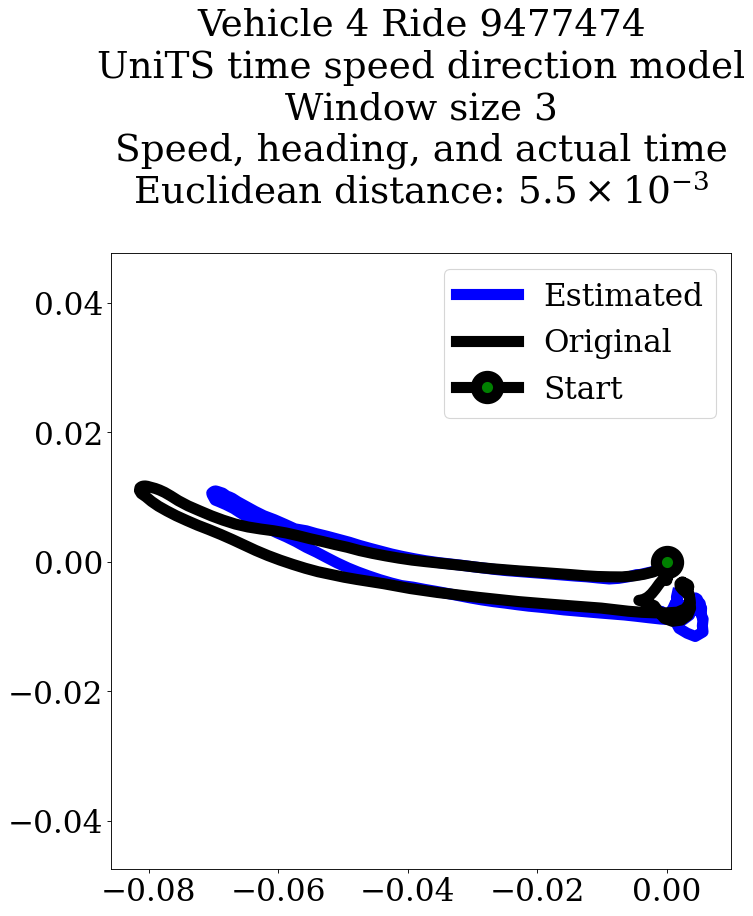 Vehicle 4 Ride 9477474
UniTS time speed direction model
Window size 3
Speed, heading, and actual time
Euclidean distance: 5.5 × 10⁻³
Estimated
Original
Start
0.04
0.02
0.00
−0.02
−0.04
−0.08 −0.06 −0.04 −0.02 0.00